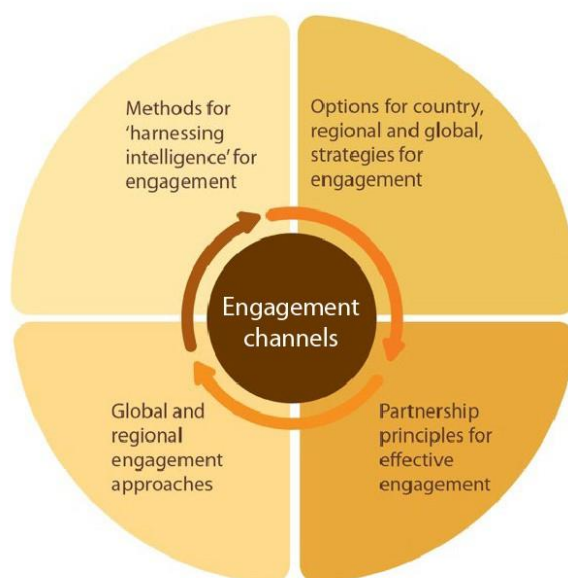 Methods for
'harnessing
intelligence' for
engagement
Options for country,
regional and global,
strategies for
engagement
Engagement
channels
Global and
regional
engagement
approaches
Partnership
principles for
effective
engagement